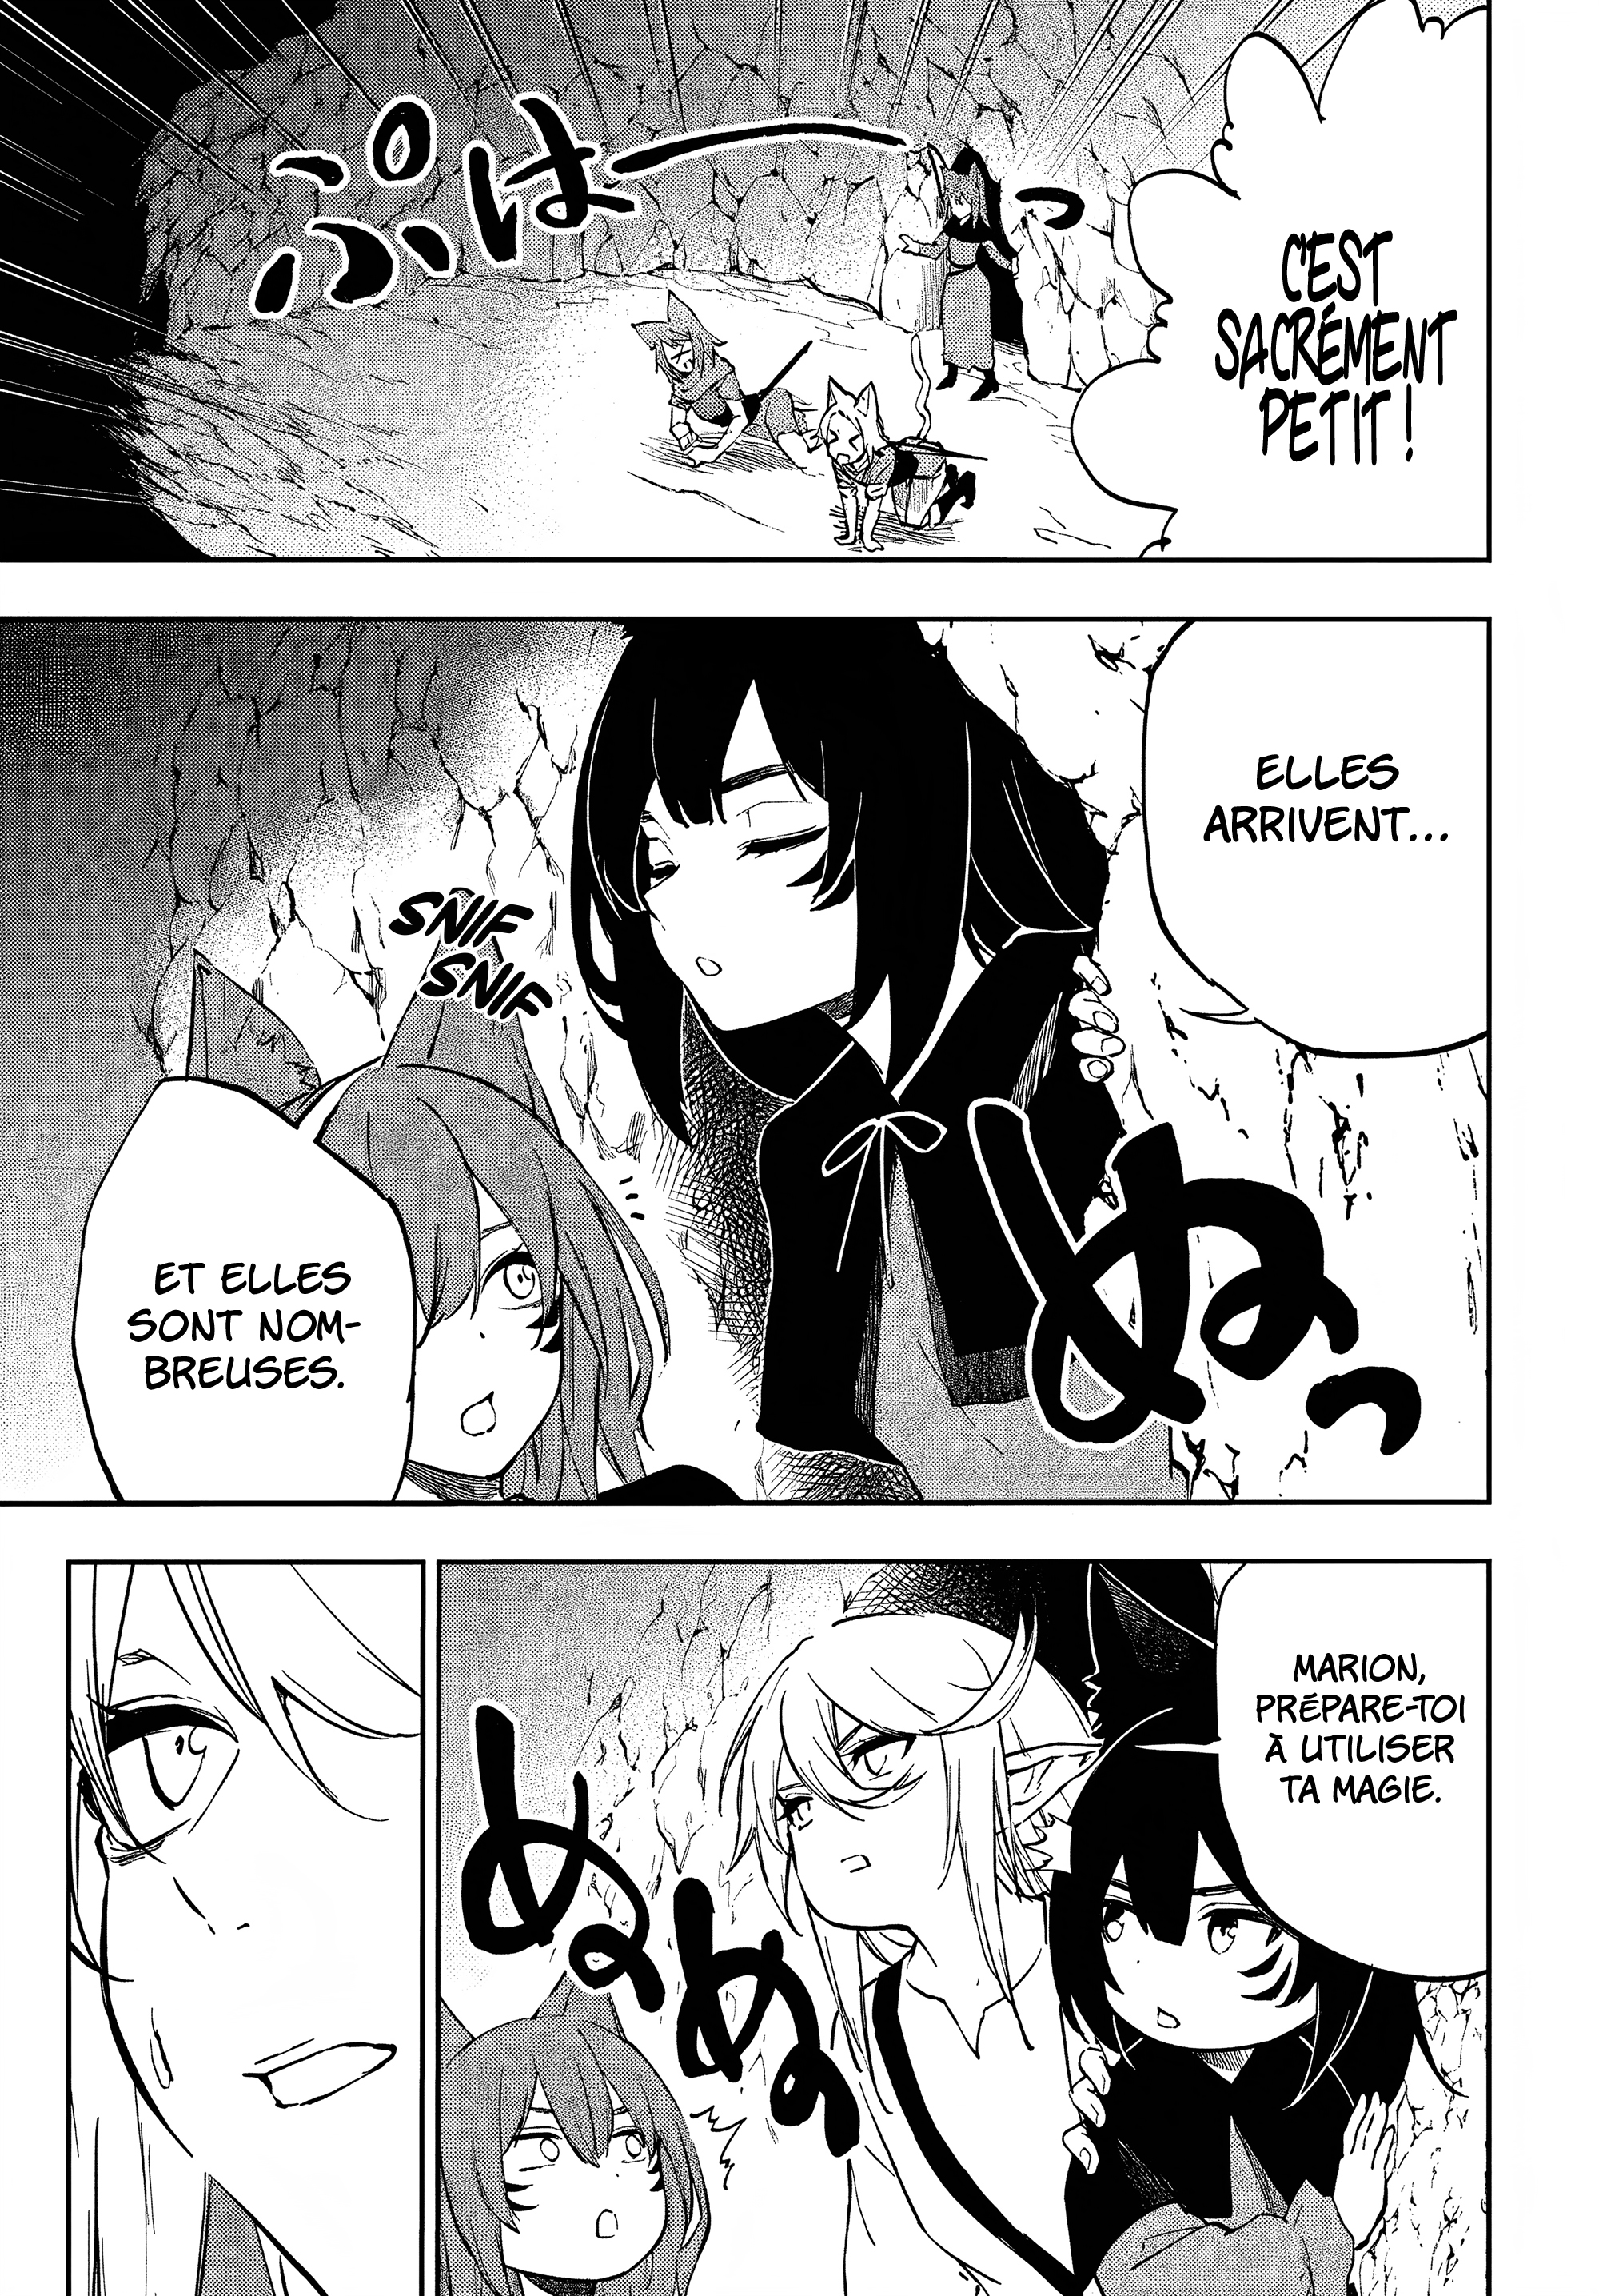 C'EST
SACRÉMENT
PETIT !
ぷはーっ
ELLES
ARRIVENT...
SNIF
SNIF
ぬっ
ET ELLES
SONT NOM-
BREUSES.
MARION,
PRÉPARE-TOI
À UTILISER
TA MAGIE.
ぬぬぬぬ